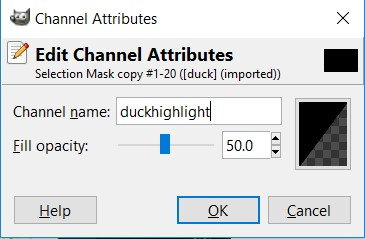 Channel Attributes
Edit Channel Attributes
Selection Mask copy #1-20 ([duck] (imported))
Channel name: duckhighlight
Fill opacity: 50.0
Help OK Cancel